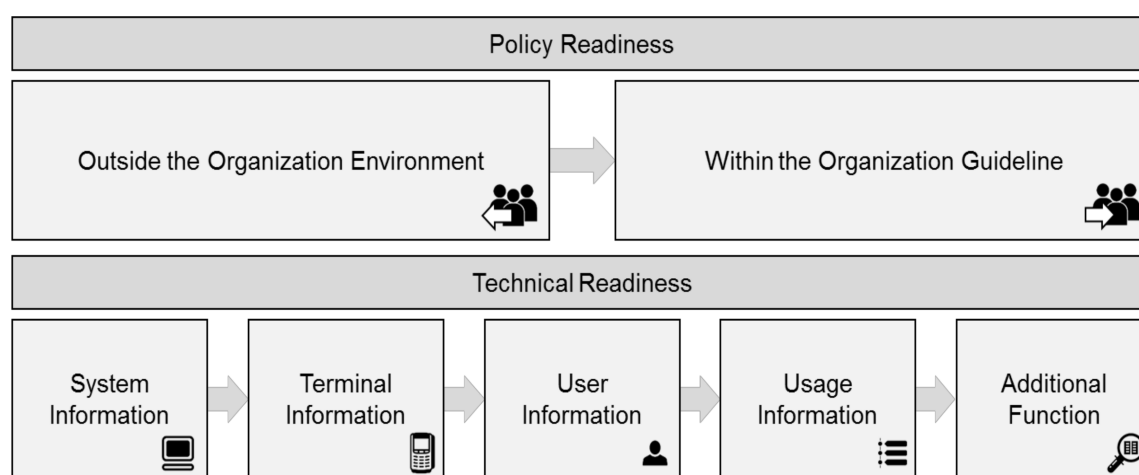 Policy Readiness
Outside the Organization Environment
Within the Organization Guideline
Technical Readiness
System
Information
Terminal
Information
User
Information
Usage
Information
Additional
Function